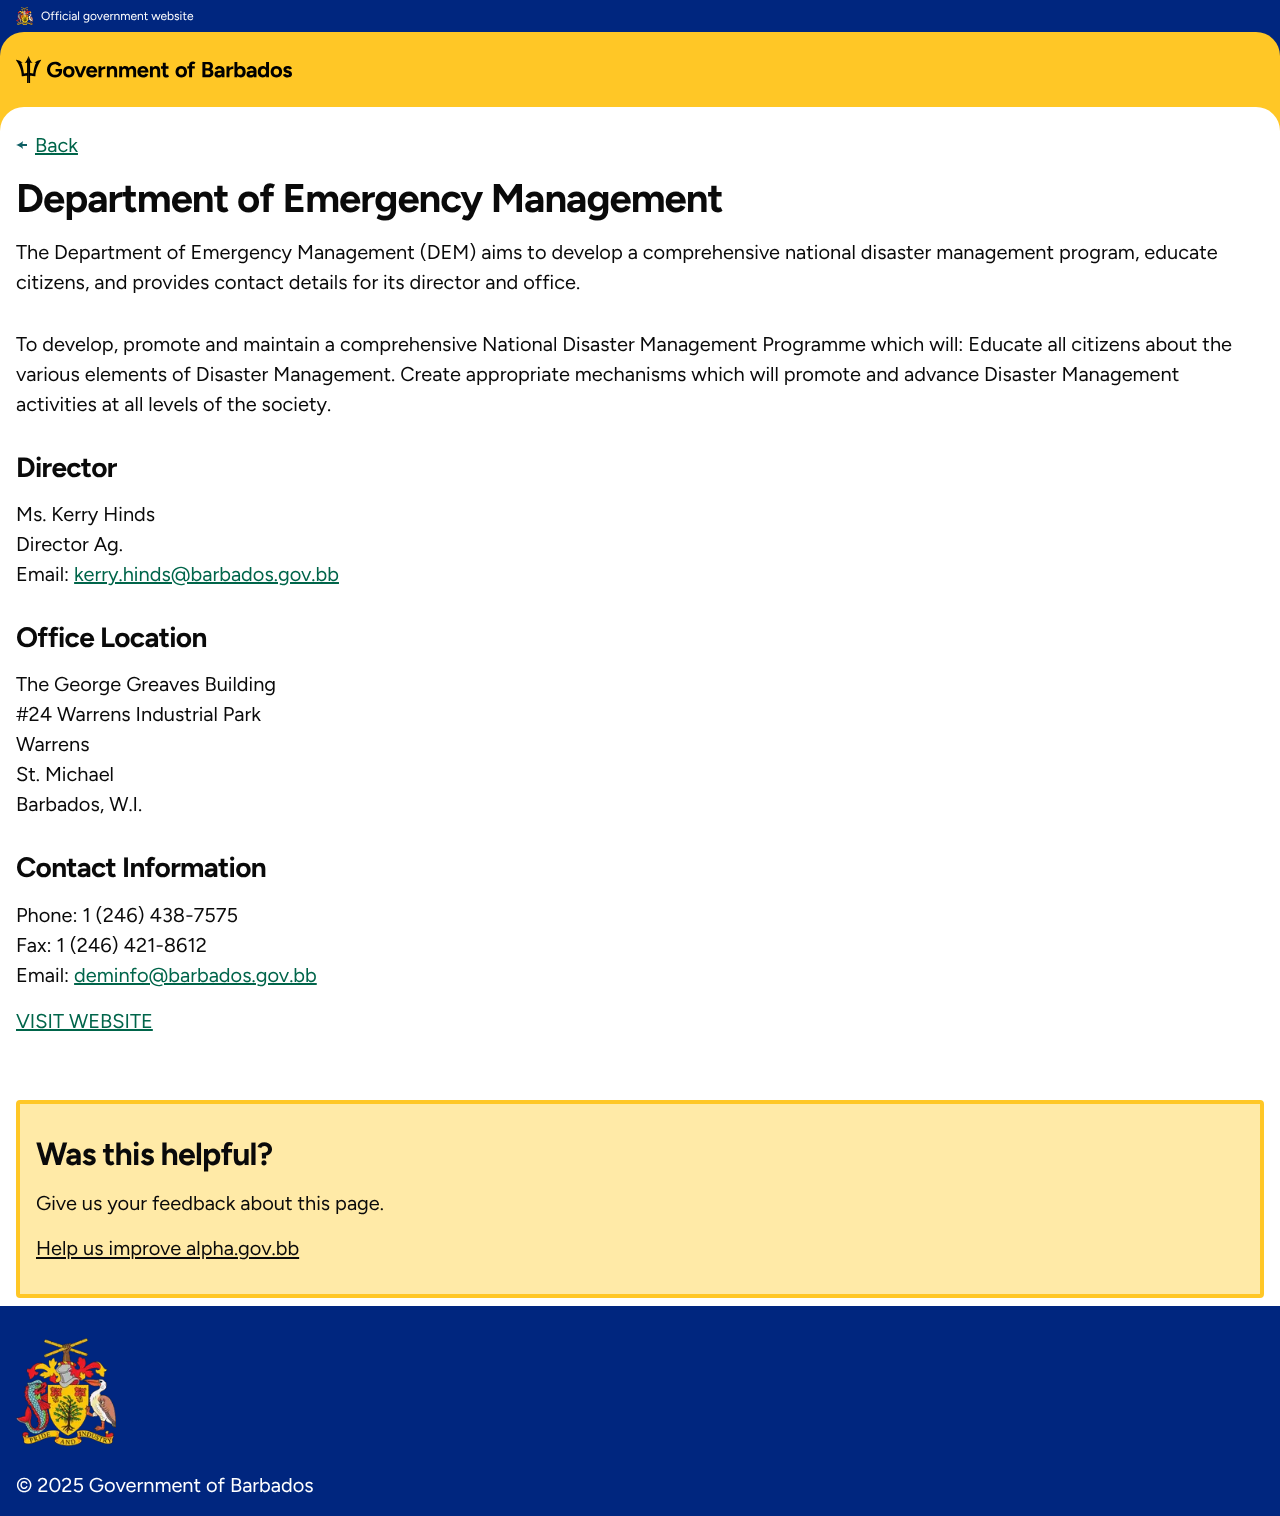 Official government website
Government of Barbados
Back
Department of Emergency Management
The Department of Emergency Management (DEM) aims to develop a comprehensive national disaster management program, educate
citizens, and provides contact details for its director and office.
To develop, promote and maintain a comprehensive National Disaster Management Programme which will: Educate all citizens about the
various elements of Disaster Management. Create appropriate mechanisms which will promote and advance Disaster Management
activities at all levels of the society.
Director
Ms. Kerry Hinds
Director Ag.
Email: kerry.hinds@barbados.gov.bb
Office Location
The George Greaves Building
#24 Warrens Industrial Park
Warrens
St. Michael
Barbados, W.I.
Contact Information
Phone: 1 (246) 438-7575
Fax: 1 (246) 421-8612
Email: deminfo@barbados.gov.bb
VISIT WEBSITE
Was this helpful?
Give us your feedback about this page.
Help us improve alpha.gov.bb
PRIDE AND INDUSTRY
© 2025 Government of Barbados